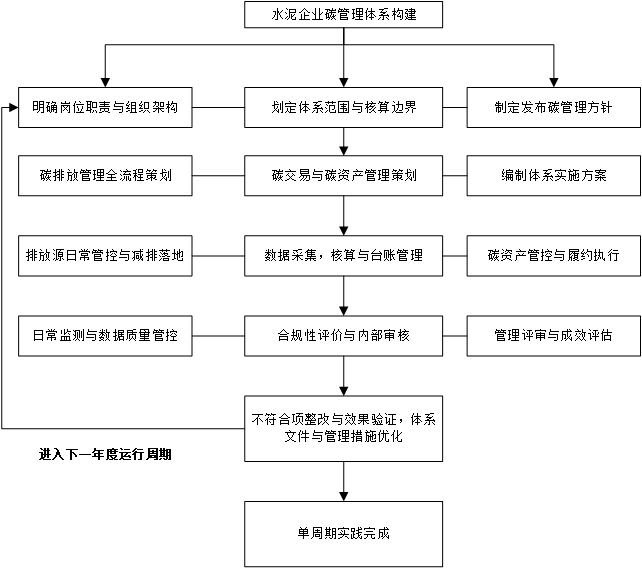 水泥企业碳管理体系构建
明确岗位职责与组织架构
划定体系范围与核算边界
制定发布碳管理方针
碳排放管理全流程策划
碳交易与碳资产管理策划
编制体系实施方案
排放源日常管控与减排落地
数据采集，核算与台账管理
碳资产管控与履约执行
日常监测与数据质量管控
合规性评价与内部审核
管理评审与成效评估
不符合项整改与效果验证，体系
文件与管理措施优化
进入下一年度运行周期
单周期实践完成